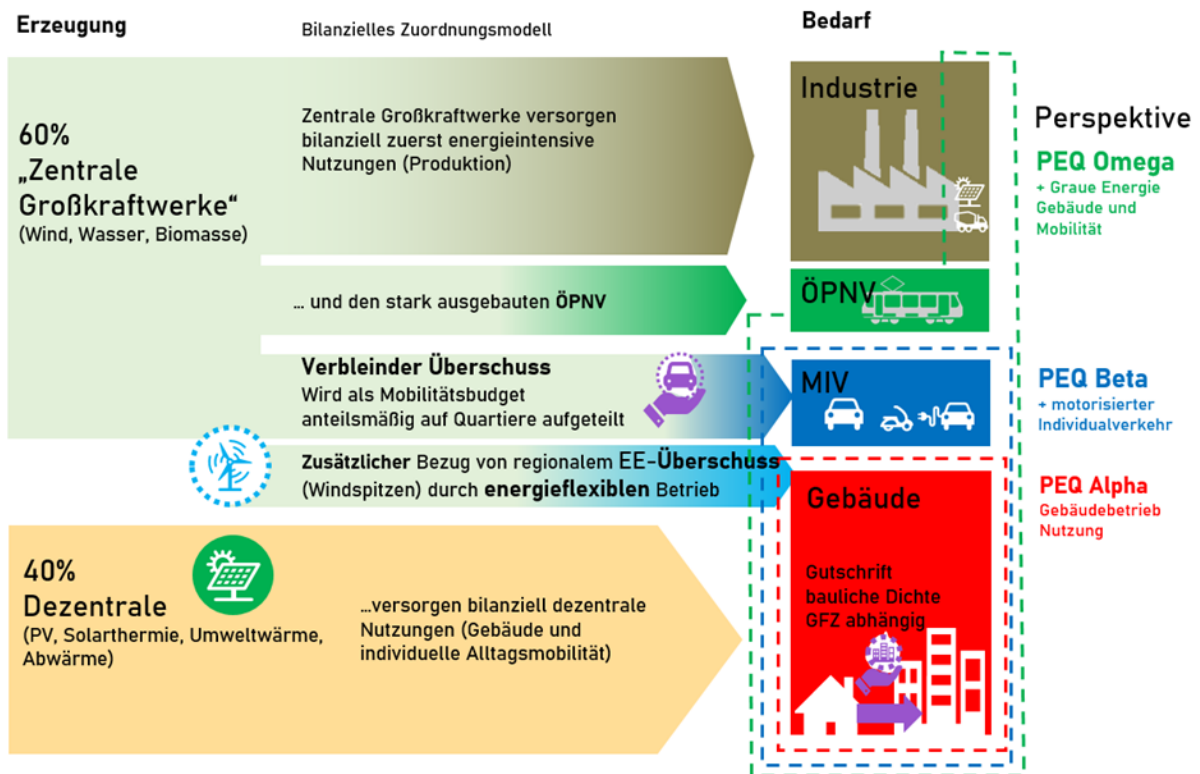 Erzeugung
Bilanzielles Zuordnungsmodell
Bedarf
60%
„Zentrale
Großkraftwerke“
(Wind, Wasser, Biomasse)
Zentrale Großkraftwerke versorgen
bilanziell zuerst energieintensive
Nutzungen (Produktion)
Industrie
... und den stark ausgebauten ÖPNV
ÖPNV
Verbleinder Überschuss
Wird als Mobilitätsbudget
anteilsmäßig auf Quartiere aufgeteilt
MIV
Zusätzlicher Bezug von regionalem EE-Überschuss
(Windspitzen) durch energieflexiblen Betrieb
40%
Dezentrale
(PV, Solarthermie, Umweltwärme,
Abwärme)
...versorgen bilanziell dezentrale
Nutzungen (Gebäude und
individuelle Alltagsmobilität)
Gebäude
Gutschrift
bauliche Dichte
GFZ abhängig
Perspektive
PEQ Omega
+ Graue Energie
Gebäude und
Mobilität
PEQ Beta
+ motorisierter
Individualverkehr
PEQ Alpha
Gebäudebetrieb
Nutzung